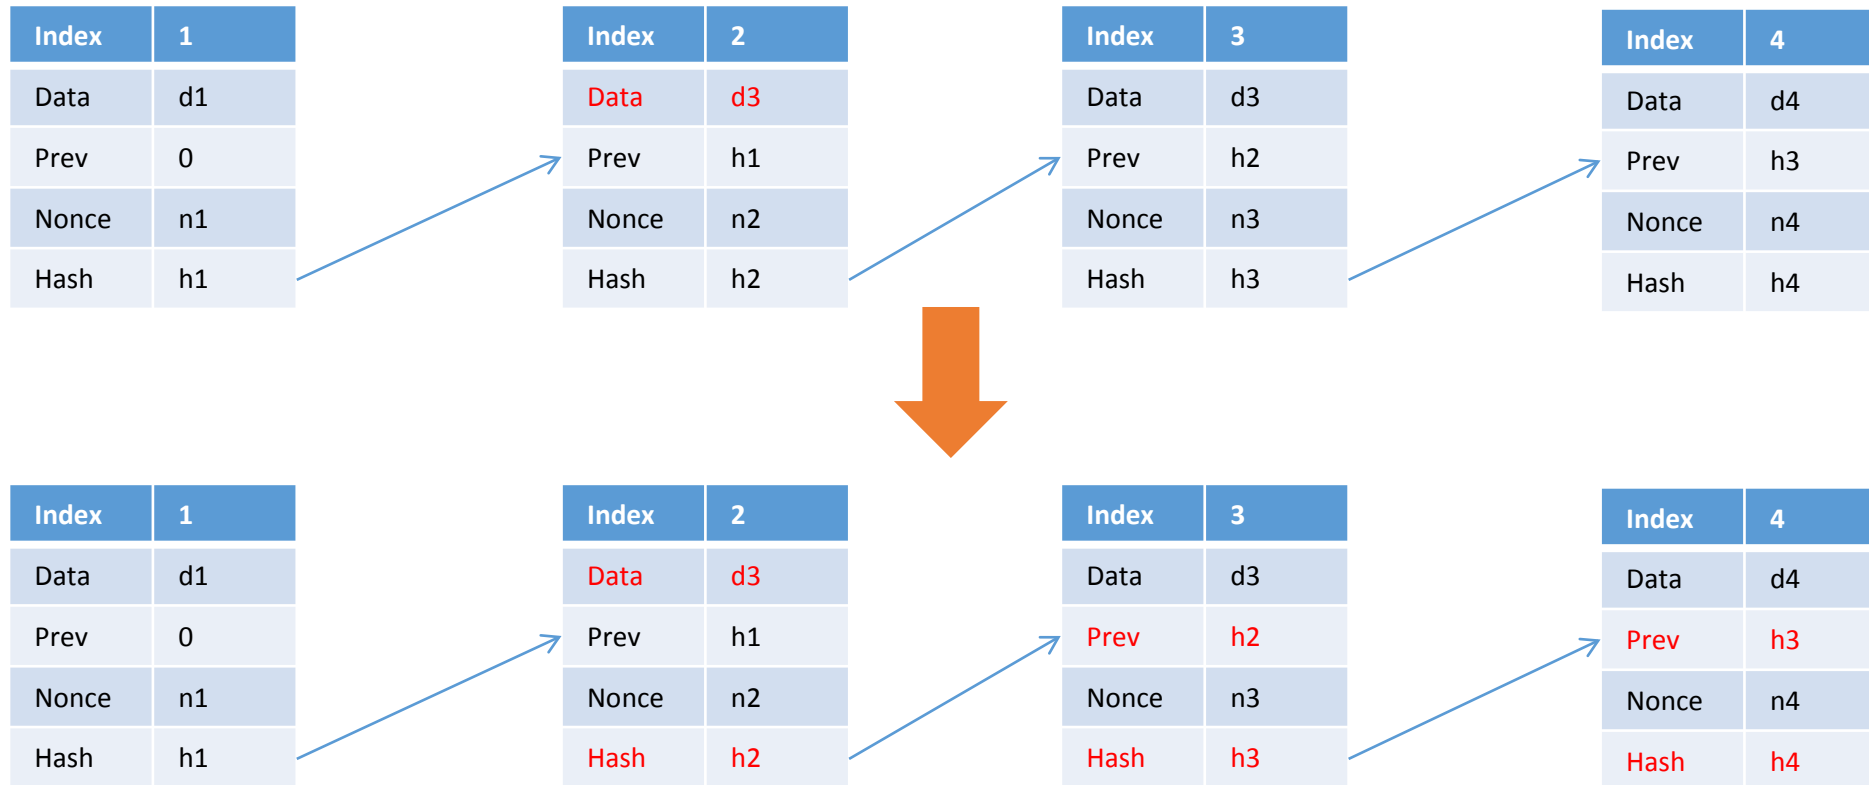 Index 1 Index 2 Index 3 Index 4
Data d1 Data d3 Data d3 Data d4
Prev 0 Prev h1 Prev h2 Prev h3
Nonce n1 Nonce n2 Nonce n3 Nonce n4
Hash h1 Hash h2 Hash h3 Hash h4
Index 1 Index 2 Index 3 Index 4
Data d1 Data d3 Data d3 Data d4
Prev 0 Prev h1 Prev h2 Prev h3
Nonce n1 Nonce n2 Nonce n3 Nonce n4
Hash h1 Hash h2 Hash h3 Hash h4